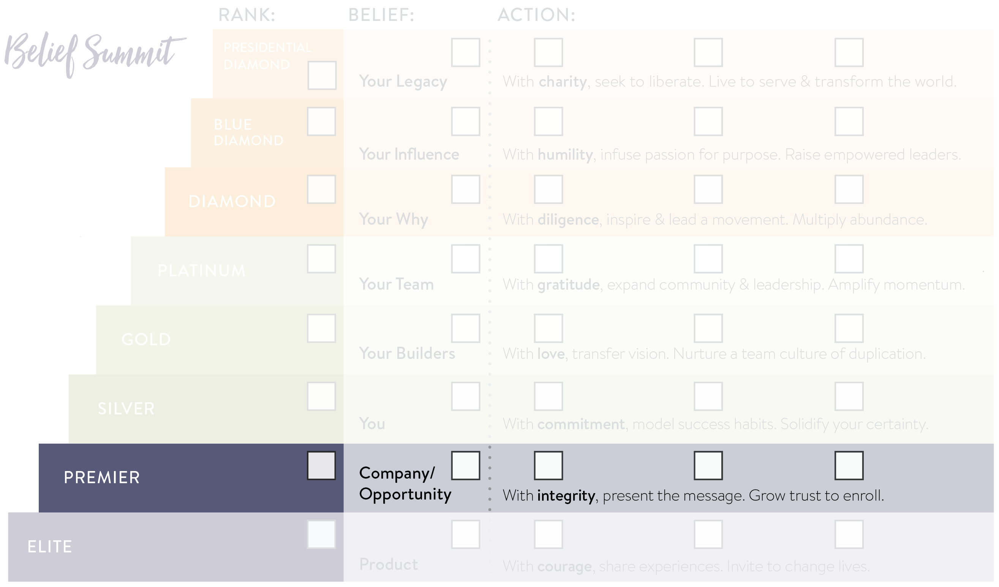 RANK: BELIEF: ACTION:
Belief Summit
PRESIDENTIAL
DIAMOND
Your Legacy
With charity, seek to liberate. Live to serve & transform the world.
BLUE
DIAMOND
Your Influence
With humility, infuse passion for purpose. Raise empowered leaders.
DIAMOND
Your Why
With diligence, inspire & lead a movement. Multiply abundance.
PLATINUM
Your Team
With gratitude, expand community & leadership. Amplify momentum.
GOLD
Your Builders
With love, transfer vision. Nurture a team culture of duplication.
SILVER
You
With commitment, model success habits. Solidify your certainty.
PREMIER
Company/
Opportunity
With integrity, present the message. Grow trust to enroll.
ELITE
Product
With courage, share experiences. Invite to change lives.